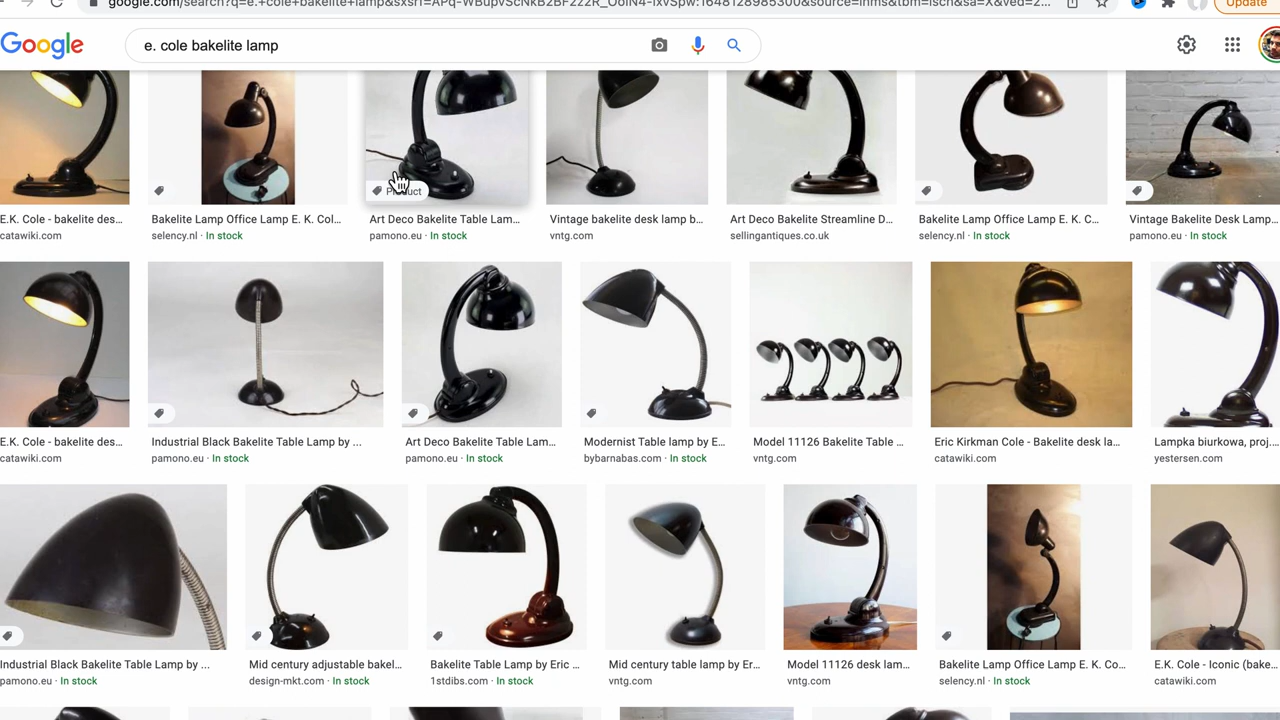 Update
Google
e. cole bakelite lamp
Product
E.K. Cole - bakelite des...
catawiki.com
Bakelite Lamp Office Lamp E. K. Col...
selency.nl · In stock
Art Deco Bakelite Table Lam...
pamono.eu · In stock
Vintage bakelite desk lamp b...
vntg.com
Art Deco Bakelite Streamline D...
sellingantiques.co.uk
Bakelite Lamp Office Lamp E. K. C...
selency.nl · In stock
Vintage Bakelite Desk Lamp...
pamono.eu · In stock
E.K. Cole - bakelite des...
catawiki.com
Industrial Black Bakelite Table Lamp by ...
pamono.eu · In stock
Art Deco Bakelite Table Lam...
pamono.eu · In stock
Modernist Table lamp by E...
bybarnabas.com · In stock
Model 11126 Bakelite Table ...
vntg.com
Eric Kirkman Cole - Bakelite desk la...
catawiki.com
Lampka biurkowa, proj....
yestersen.com
Industrial Black Bakelite Table Lamp by ...
pamono.eu · In stock
Mid century adjustable bakel...
design-mkt.com · In stock
Bakelite Table Lamp by Eric ...
1stdibs.com · In stock
Mid century table lamp by Er...
vntg.com
Model 11126 desk lam...
vntg.com
Bakelite Lamp Office Lamp E. K. Co...
selency.nl · In stock
E.K. Cole - Iconic (bake...
catawiki.com